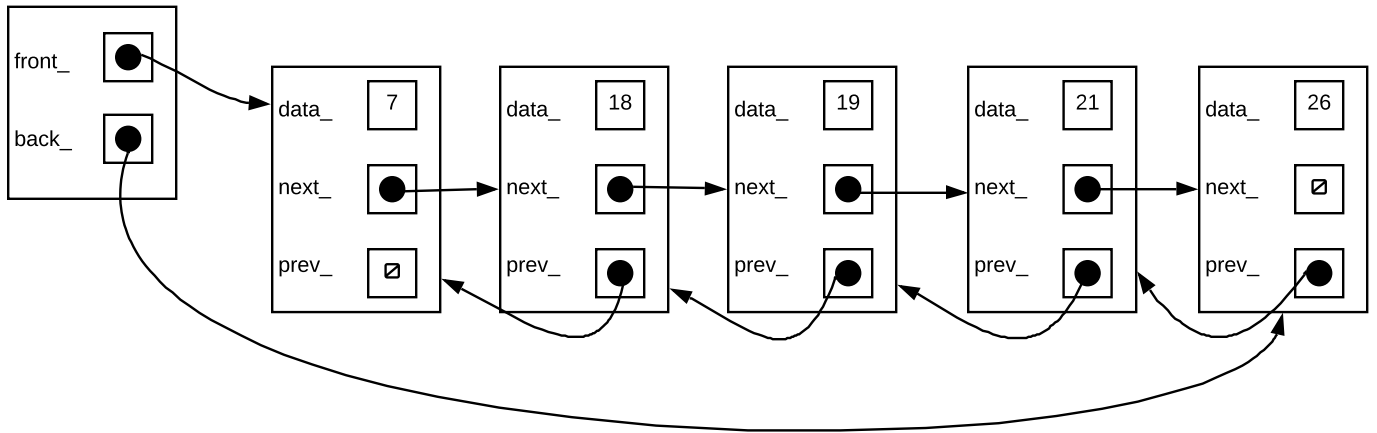 front_
back_
data_ 7
next_
prev_
data_ 18
next_
prev_
data_ 19
next_
prev_
data_ 21
next_
prev_
data_ 26
next_
prev_